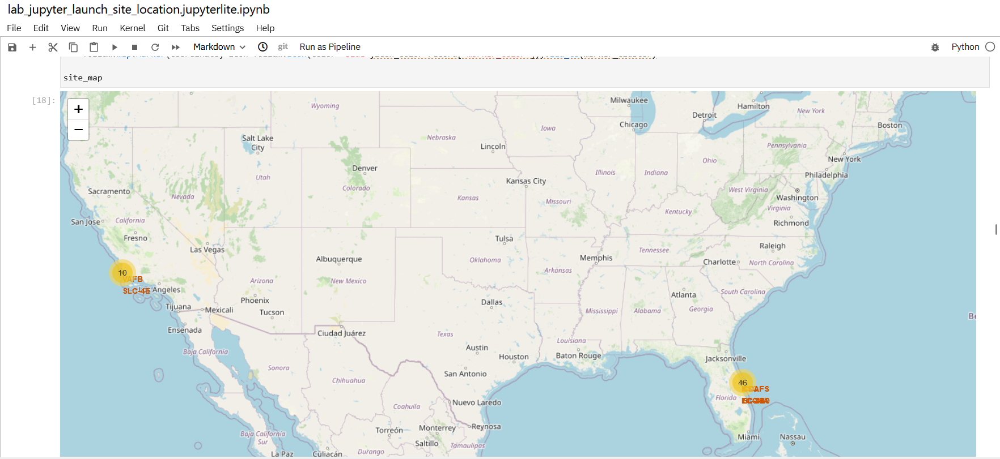 lab_jupyter_launch_site_location.jupyterlite.ipynb
File Edit View Run Kernel Git Tabs Settings Help
Markdown git Run as Pipeline Python
site_map
[18]:
+
−
Wyoming
Milwaukee
Hamilton
New York
Detroit
Chicago
Boston
Iowa
Salt Lake
City
Nebraska
Lincoln
Pennsylvania
New York
Ohio
Denver
Illinois
Indiana
Philadelphia
Utah
Kansas City
Colorado
West Virginia
Sacramento
Nevada
Kansas
Missouri
Washington
Virginia
Kentucky
San Jose
California
Richmond
Fresno
Tulsa
Las Vegas
Raleigh
Tennessee
Albuquerque
Oklahoma
Memphis
Charlotte
North Carolina
Arkansas
10
VAFB
SLC-4E
Angeles
Arizona
New Mexico
South Carolina
Atlanta
Phoenix
Dallas
Tijuana
Mexicali
Tucson
Mississippi
Alabama
Georgia
Ensenada
Ciudad Juárez
Texas
Louisiana
Baja California
Austin
Houston
Baton Rouge
Jacksonville
Sonora
San Antonio
Chihuahua
46
Florida
Coahuila
Nuevo Laredo
Torreón
Monterrey
Reynosa
Baja California
Sur
Saltillo
Tamaulipas
Miami
Nassau
La Paz
Culiacán
Durango